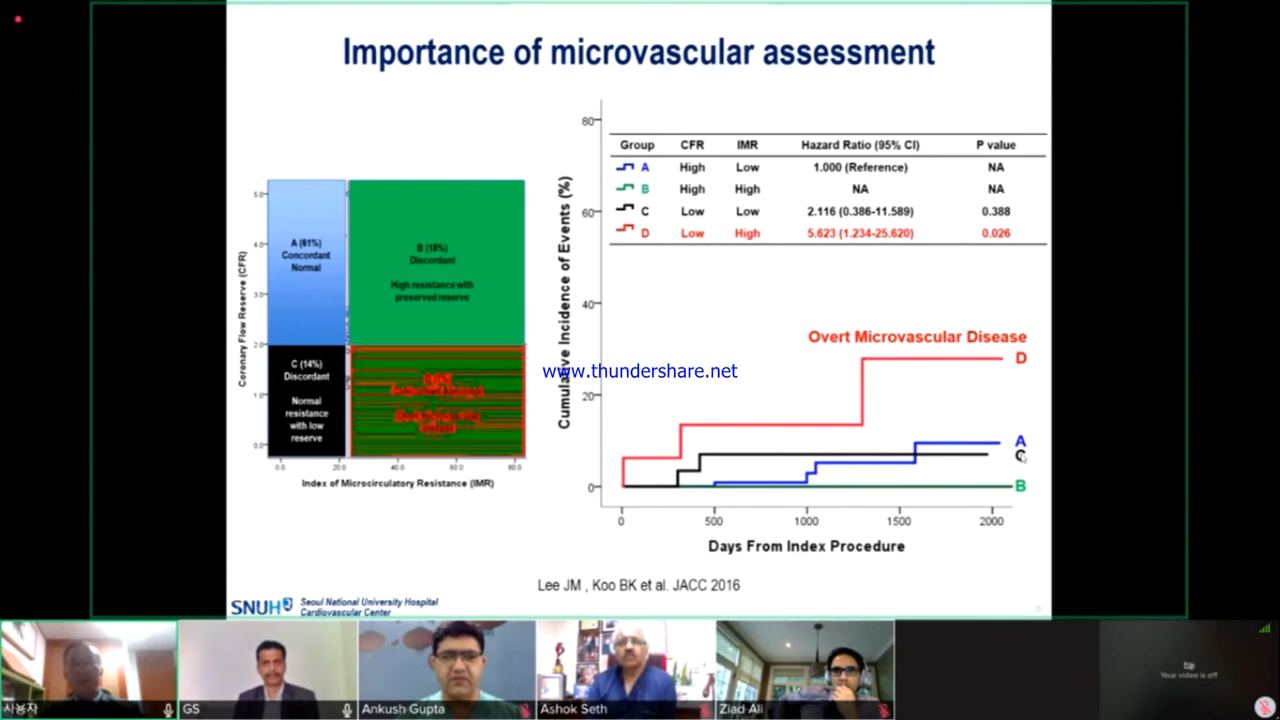 Importance of microvascular assessment
Coronary Flow Reserve (CFR)
5.0
4.0
3.0
2.0
1.0
0.0
A (61%)
Concordant
Normal
B (18%)
Discordant
High resistance with
preserved reserve
C (14%)
Discordant
Normal
resistance
with low
reserve
0.0 20.0 40.0 60.0 80.0
Index of Microcirculatory Resistance (IMR)
Cumulative Incidence of Events (%)
80
60
40
20
0
Group CFR IMR Hazard Ratio (95% CI) P value
A High Low 1.000 (Reference) NA
B High High NA NA
C Low Low 2.116 (0.386-11.589) 0.388
D Low High 5.623 (1.234-25.620) 0.026
Overt Microvascular Disease
D
A
C
B
0 500 1000 1500 2000
Days From Index Procedure
www.thundershare.net
Lee JM , Koo BK et al. JACC 2016
SNUH Seoul National University Hospital
Cardiovascular Center
사용자
GS
Ankush Gupta
Ashok Seth
Ziad Ali
Your video is off